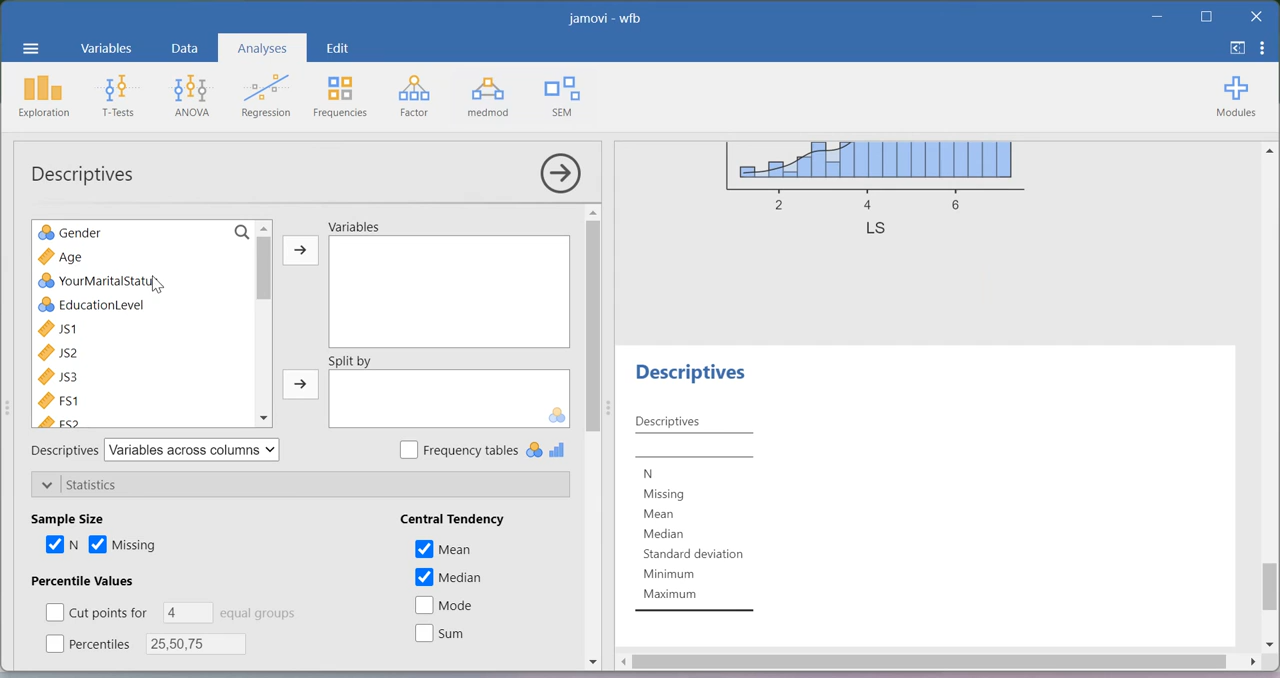 jamovi - wfb
Variables
Data
Analyses
Edit
Exploration
T-Tests
ANOVA
Regression
Frequencies
Factor
medmod
SEM
Modules
Descriptives
Gender
Age
YourMaritalStatu
EducationLevel
JS1
JS2
JS3
FS1
FS2
Variables
Split by
Descriptives
Variables across columns
Frequency tables
Statistics
Sample Size
N
Missing
Percentile Values
Cut points for
4
equal groups
Percentiles
25,50,75
Central Tendency
Mean
Median
Mode
Sum
2
4
6
LS
Descriptives
Descriptives
N
Missing
Mean
Median
Standard deviation
Minimum
Maximum